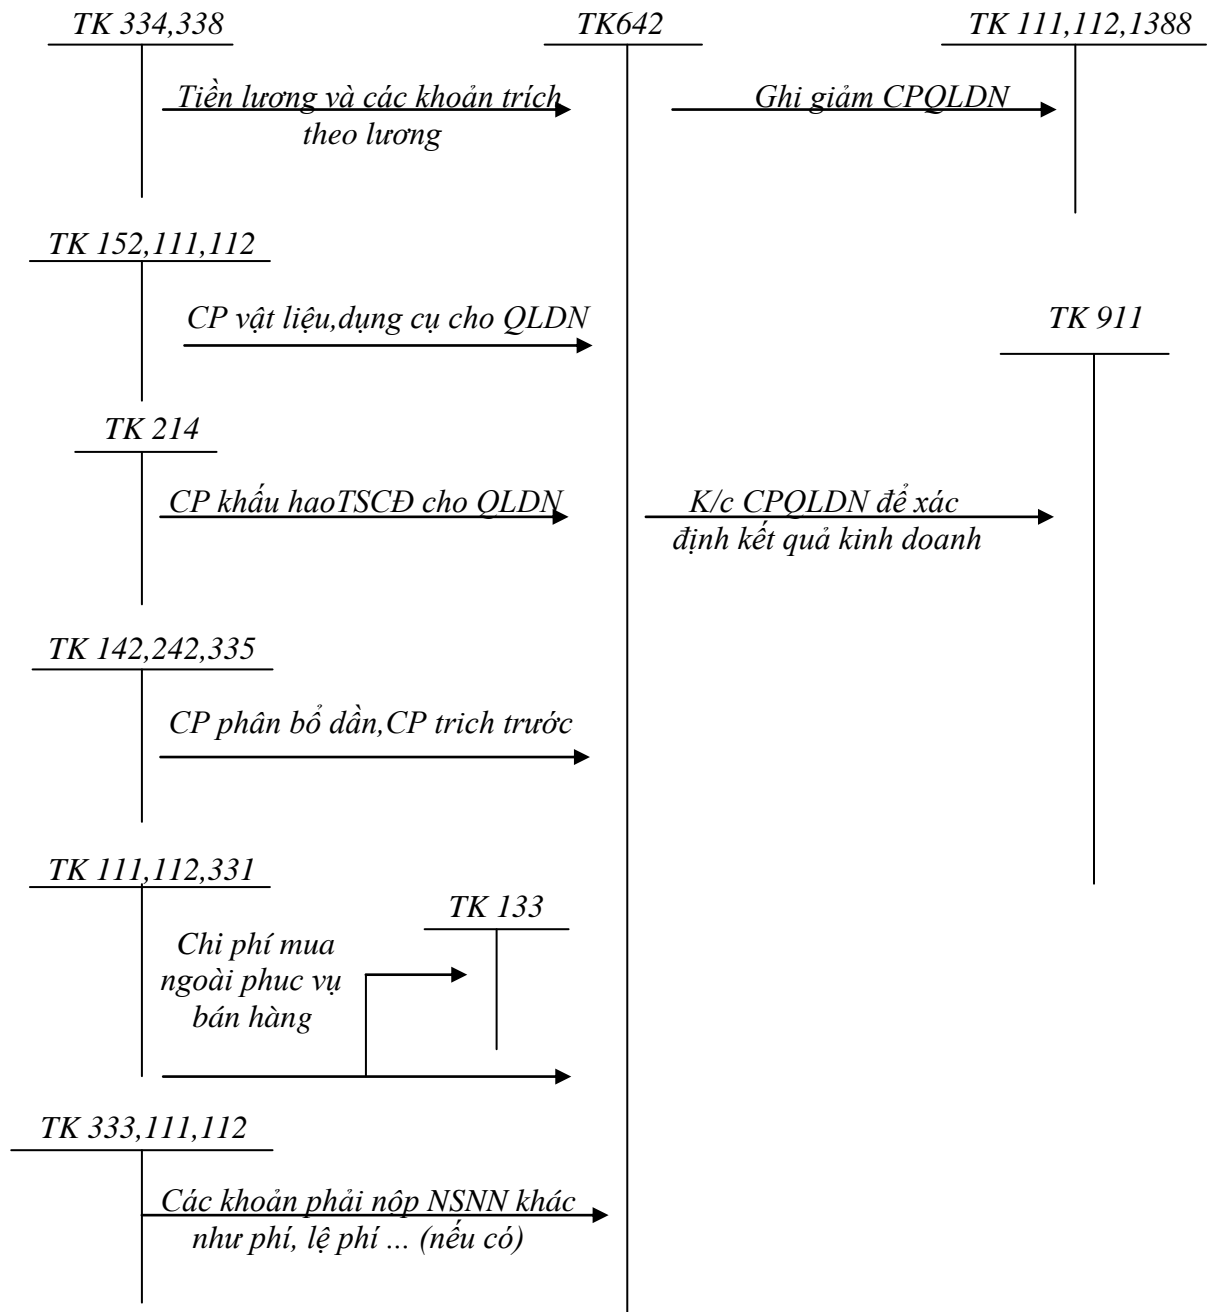 TK 334,338
TK642
TK 111,112,1388
Tiền lương và các khoản trích
theo lương
Ghi giảm CPQLDN
TK 152,111,112
CP vật liệu,dụng cụ cho QLDN
TK 911
TK 214
CP khấu haoTSCĐ cho QLDN
K/c CPQLDN để xác
định kết quả kinh doanh
TK 142,242,335
CP phân bổ dần,CP trich trước
TK 111,112,331
TK 133
Chi phí mua
ngoài phuc vụ
bán hàng
TK 333,111,112
Các khoản phải nộp NSNN khác
như phí, lệ phí ... (nếu có)